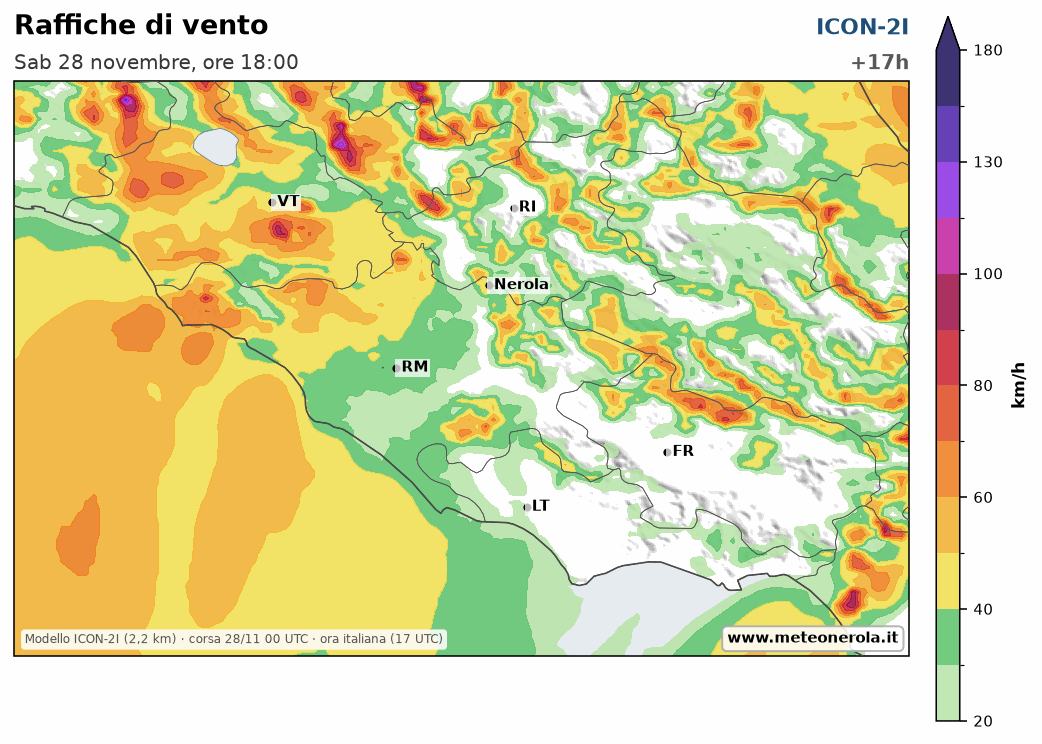 Raffiche di vento
ICON-2I
Sab 28 novembre, ore 18:00
+17h
VT
RI
Nerola
RM
FR
LT
180
130
100
80
60
40
20
km/h
Modello ICON-2I (2,2 km) · corsa 28/11 00 UTC · ora italiana (17 UTC)
www.meteonerola.it